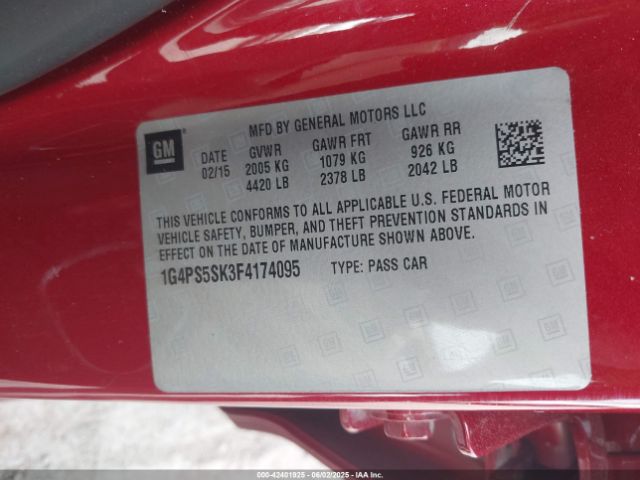 MFD BY GENERAL MOTORS LLC
GM
DATE GVWR GAWR FRT GAWR RR
02/15 2005 KG 1079 KG 926 KG
4420 LB 2378 LB 2042 LB
THIS VEHICLE CONFORMS TO ALL APPLICABLE U.S. FEDERAL MOTOR
VEHICLE SAFETY, BUMPER, AND THEFT PREVENTION STANDARDS IN
EFFECT ON THE DATE OF MANUFACTURE SHOWN ABOVE.
1G4PS5SK3F4174095 TYPE: PASS CAR
000-42401925 06/02/2025 IAAI INC.